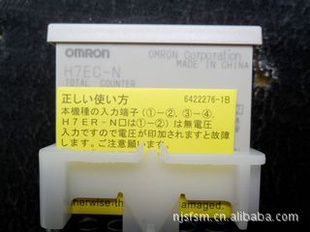 OMRON
OMRON Corporation
MADE IN CHINA
H7EC-N
TOTAL COUNTER
正しい使い方
6422276-1B
本機種の入力端子(①-②、③-④、
H7ER-N口は①-②)は無電圧
入力ですので電圧が印加されますと故障
します。ご注意願います。
amaged.
njsfsm.cn.alibaba.com